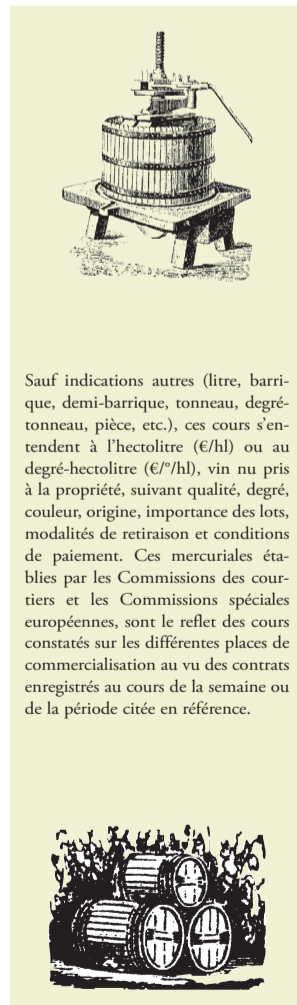 Sauf indications autres (litre, barri-
que, demi-barrique, tonneau, degré-
tonneau, pièce, etc.), ces cours s'en-
tendent à l'hectolitre (€/hl) ou au
degré-hectolitre (€/°/hl), vin nu pris
à la propriété, suivant qualité, degré,
couleur, origine, importance des lots,
modalités de retiraison et conditions
de paiement. Ces mercuriales éta-
blies par les Commissions des cour-
tiers et les Commissions spéciales
européennes, sont le reflet des cours
constatés sur les différentes places de
commercialisation au vu des contrats
enregistrés au cours de la semaine ou
de la période citée en référence.